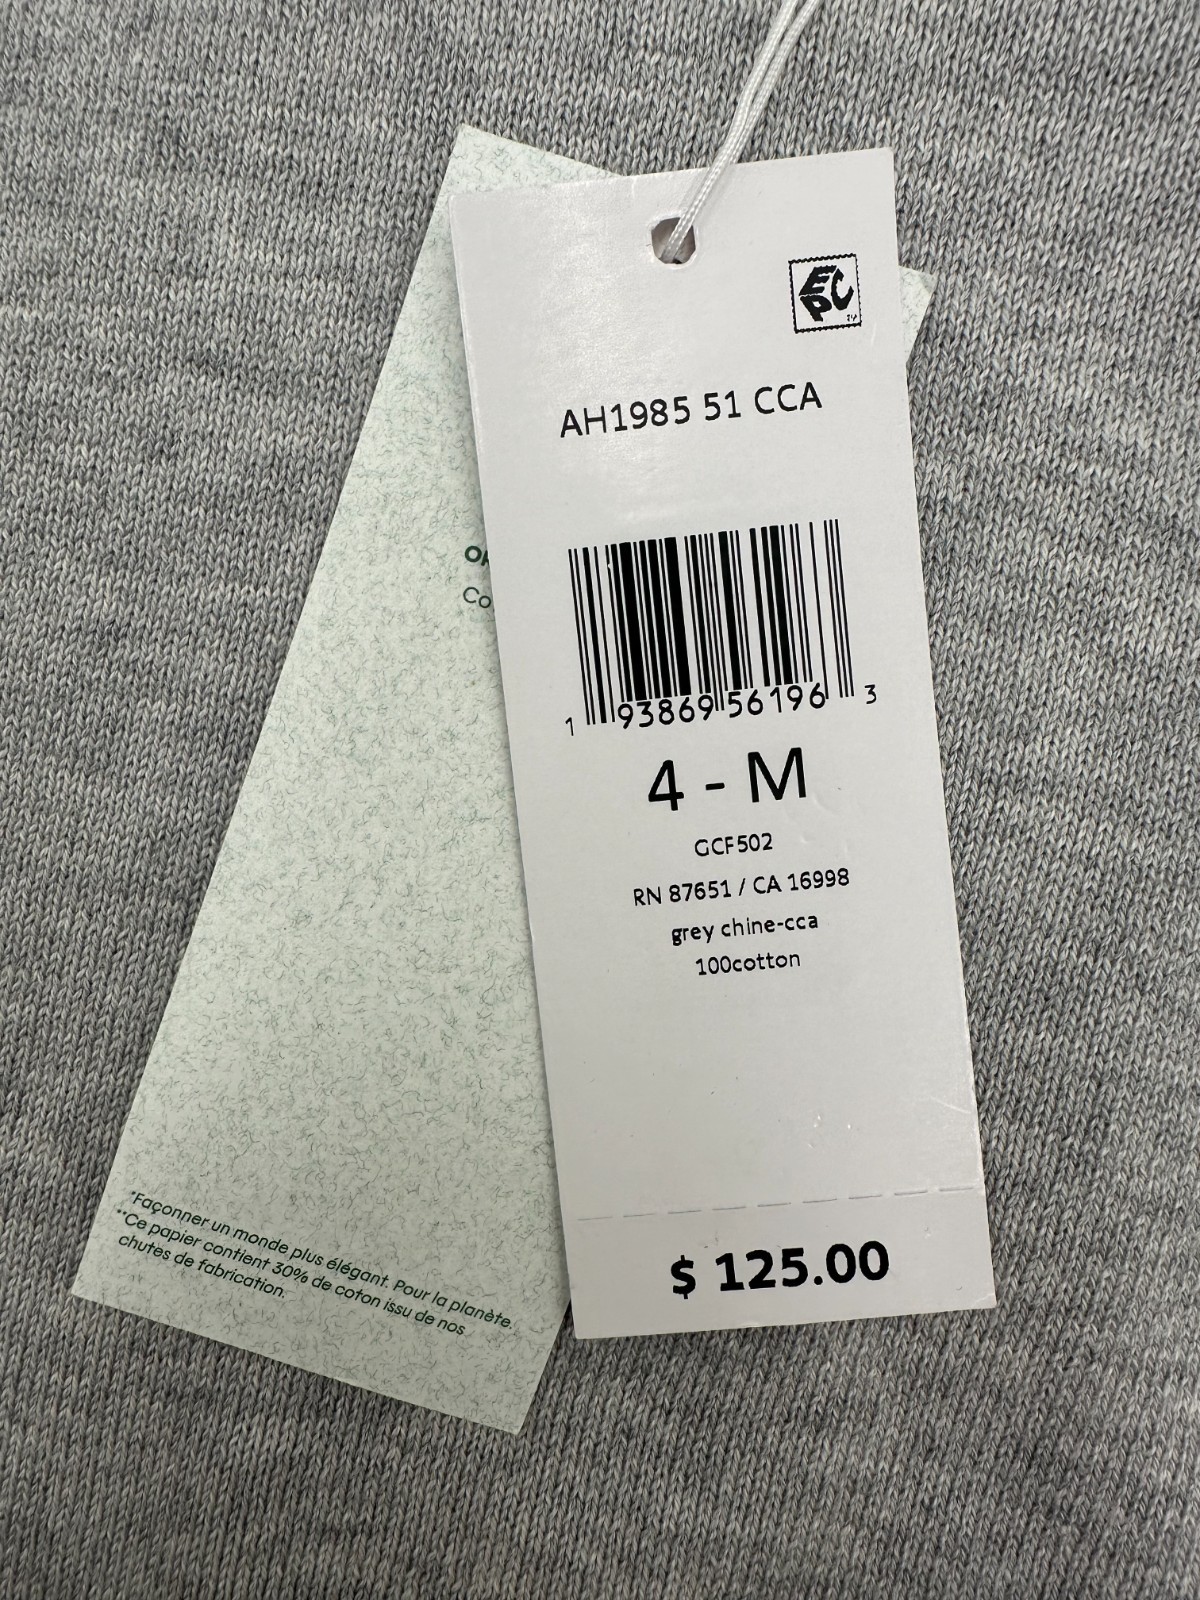 EPC
AH1985 51 CCA
1 93869 56196 3
4 - M
GCF502
RN 87651 / CA 16998
grey chine-cca
100cotton
$ 125.00
Co
*Façonner un monde plus élégant. Pour la planète.
**Ce papier contient 30% de coton issu de nos
chutes de fabrication.